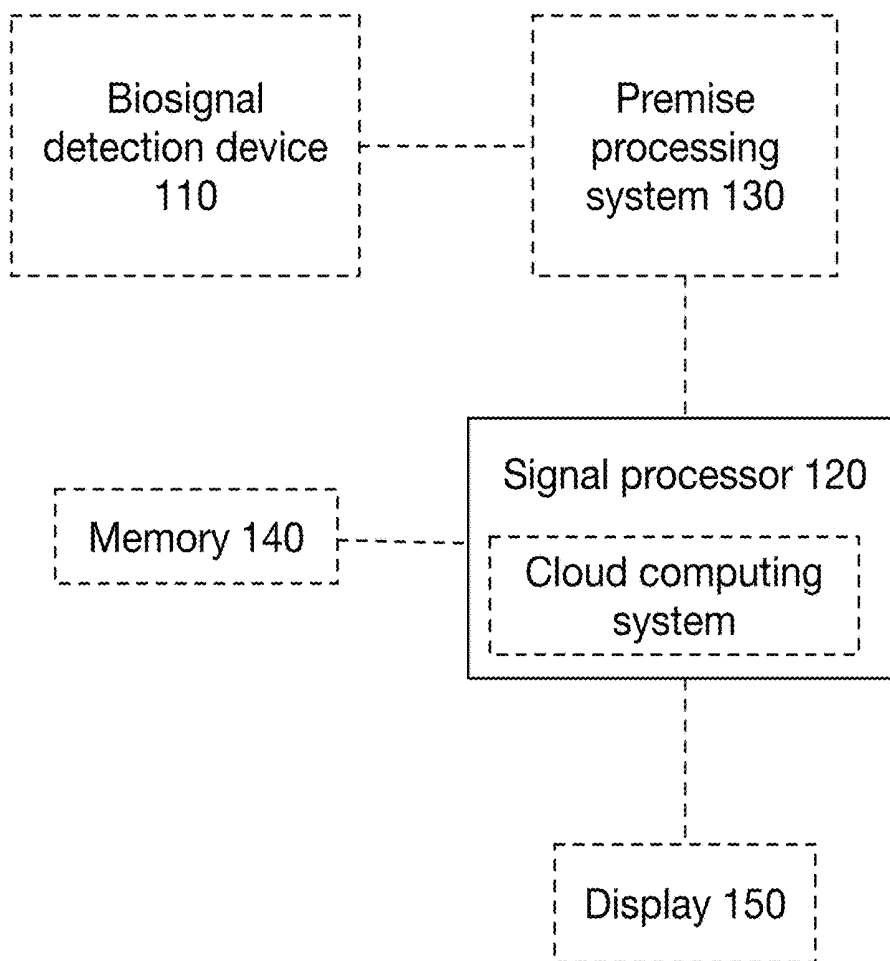 Biosignal
detection device
110
Premise
processing
system 130
Signal processor 120
Memory 140
Cloud computing
system
Display 150